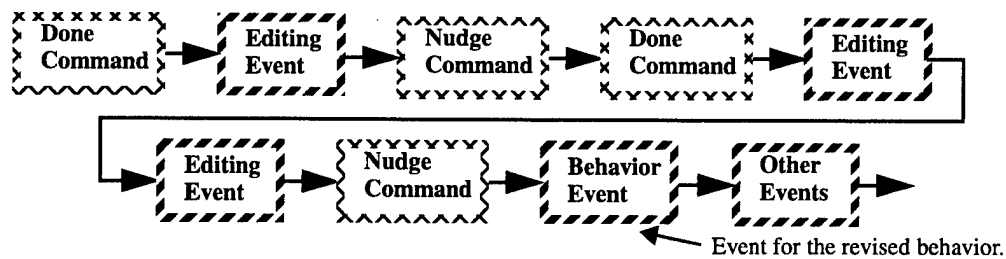 Done
Command
Editing
Event
Nudge
Command
Done
Command
Editing
Event
Editing
Event
Nudge
Command
Behavior
Event
Other
Events
Event for the revised behavior.